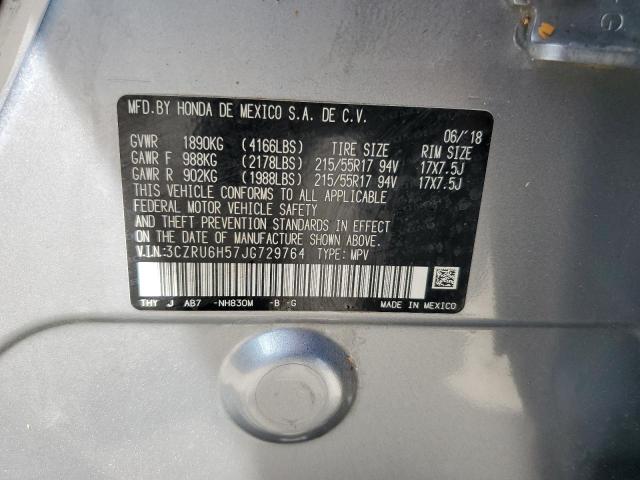 MFD.BY HONDA DE MEXICO S.A. DE C.V.
06/'18
GVWR 1890KG (4166LBS) TIRE SIZE RIM SIZE
GAWR F 988KG (2178LBS) 215/55R17 94V 17X7.5J
GAWR R 902KG (1988LBS) 215/55R17 94V 17X7.5J
THIS VEHICLE CONFORMS TO ALL APPLICABLE
FEDERAL MOTOR VEHICLE SAFETY
AND THEFT PREVENTION STANDARDS IN EFFECT
ON THE DATE OF MANUFACTURE SHOWN ABOVE.
V.I.N:3CZRU6H57JG729764 TYPE: MPV
THY J AB7 -NH830M -B -G MADE IN MEXICO